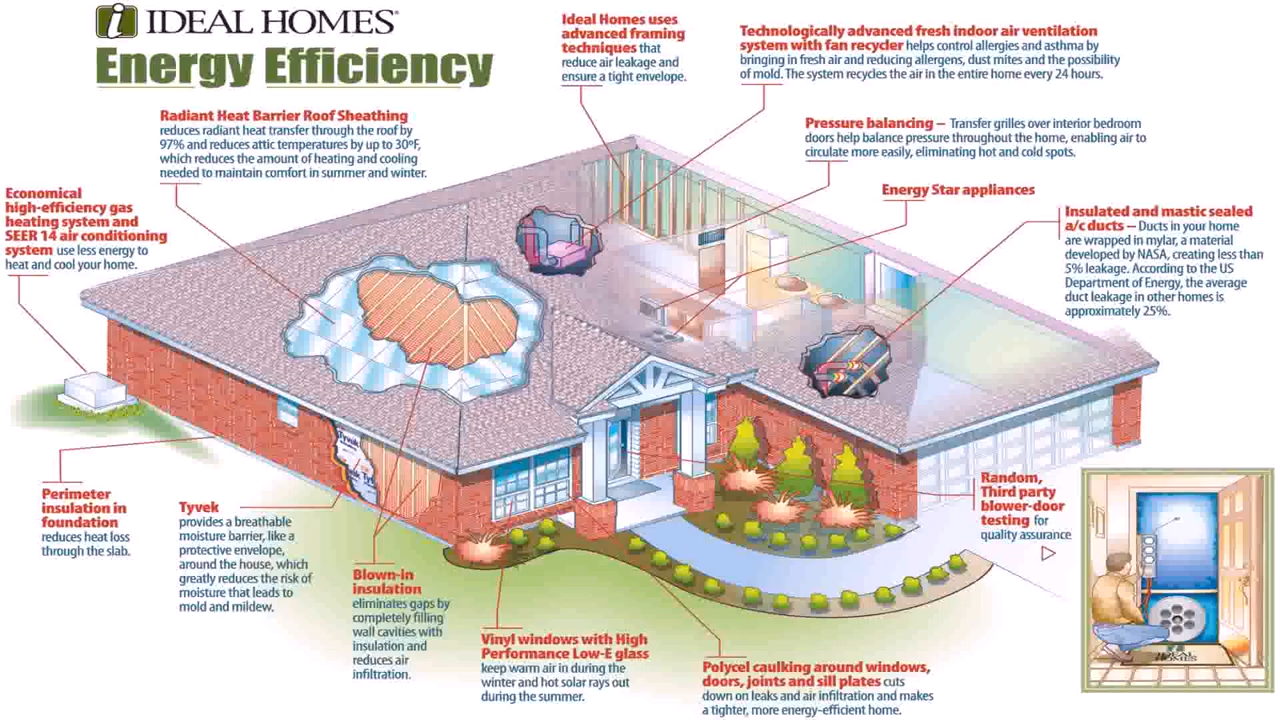 i IDEAL HOMES®
Energy Efficiency
Ideal Homes uses
advanced framing
techniques that
reduce air leakage and
ensure a tight envelope.
Technologically advanced fresh indoor air ventilation
system with fan recycler helps control allergies and asthma by
bringing in fresh air and reducing allergens, dust mites and the possibility
of mold. The system recycles the air in the entire home every 24 hours.
Radiant Heat Barrier Roof Sheathing
reduces radiant heat transfer through the roof by
97% and reduces attic temperatures by up to 30ºF,
which reduces the amount of heating and cooling
needed to maintain comfort in summer and winter.
Pressure balancing – Transfer grilles over interior bedroom
doors help balance pressure throughout the home, enabling air to
circulate more easily, eliminating hot and cold spots.
Energy Star appliances
Economical
high-efficiency gas
heating system and
SEER 14 air conditioning
system use less energy to
heat and cool your home.
Insulated and mastic sealed
a/c ducts – Ducts in your home
are wrapped in mylar, a material
developed by NASA, creating less than
5% leakage. According to the US
Department of Energy, the average
duct leakage in other homes is
approximately 25%.
Tyvek
Perimeter
insulation in
foundation
reduces heat loss
through the slab.
Tyvek
provides a breathable
moisture barrier, like a
protective envelope,
around the house, which
greatly reduces the risk of
moisture that leads to
mold and mildew.
Blown-in
insulation
eliminates gaps by
completely filling
wall cavities with
insulation and
reduces air
infiltration.
Vinyl windows with High
Performance Low-E glass
keep warm air in during the
winter and hot solar rays out
during the summer.
Polycel caulking around windows,
doors, joints and sill plates cuts
down on leaks and air infiltration and makes
a tighter, more energy-efficient home.
Random,
Third party
blower-door
testing for
quality assurance
IDEAL
HOMES